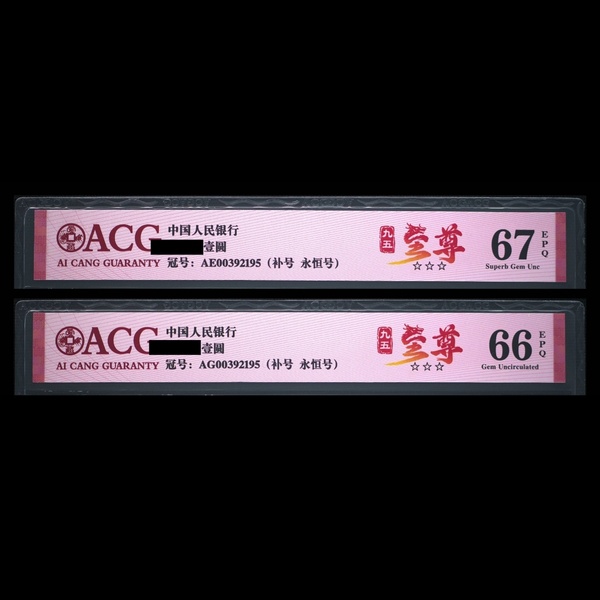 ACG
AI CANG GUARANTY
中国人民银行
壹圆
冠号：AE00392195（补号 永恒号）
九五
至尊
67
EPQ
Superb Gem Unc
ACG
AI CANG GUARANTY
中国人民银行
壹圆
冠号：AG00392195（补号 永恒号）
九五
至尊
66
EPQ
Gem Uncirculated